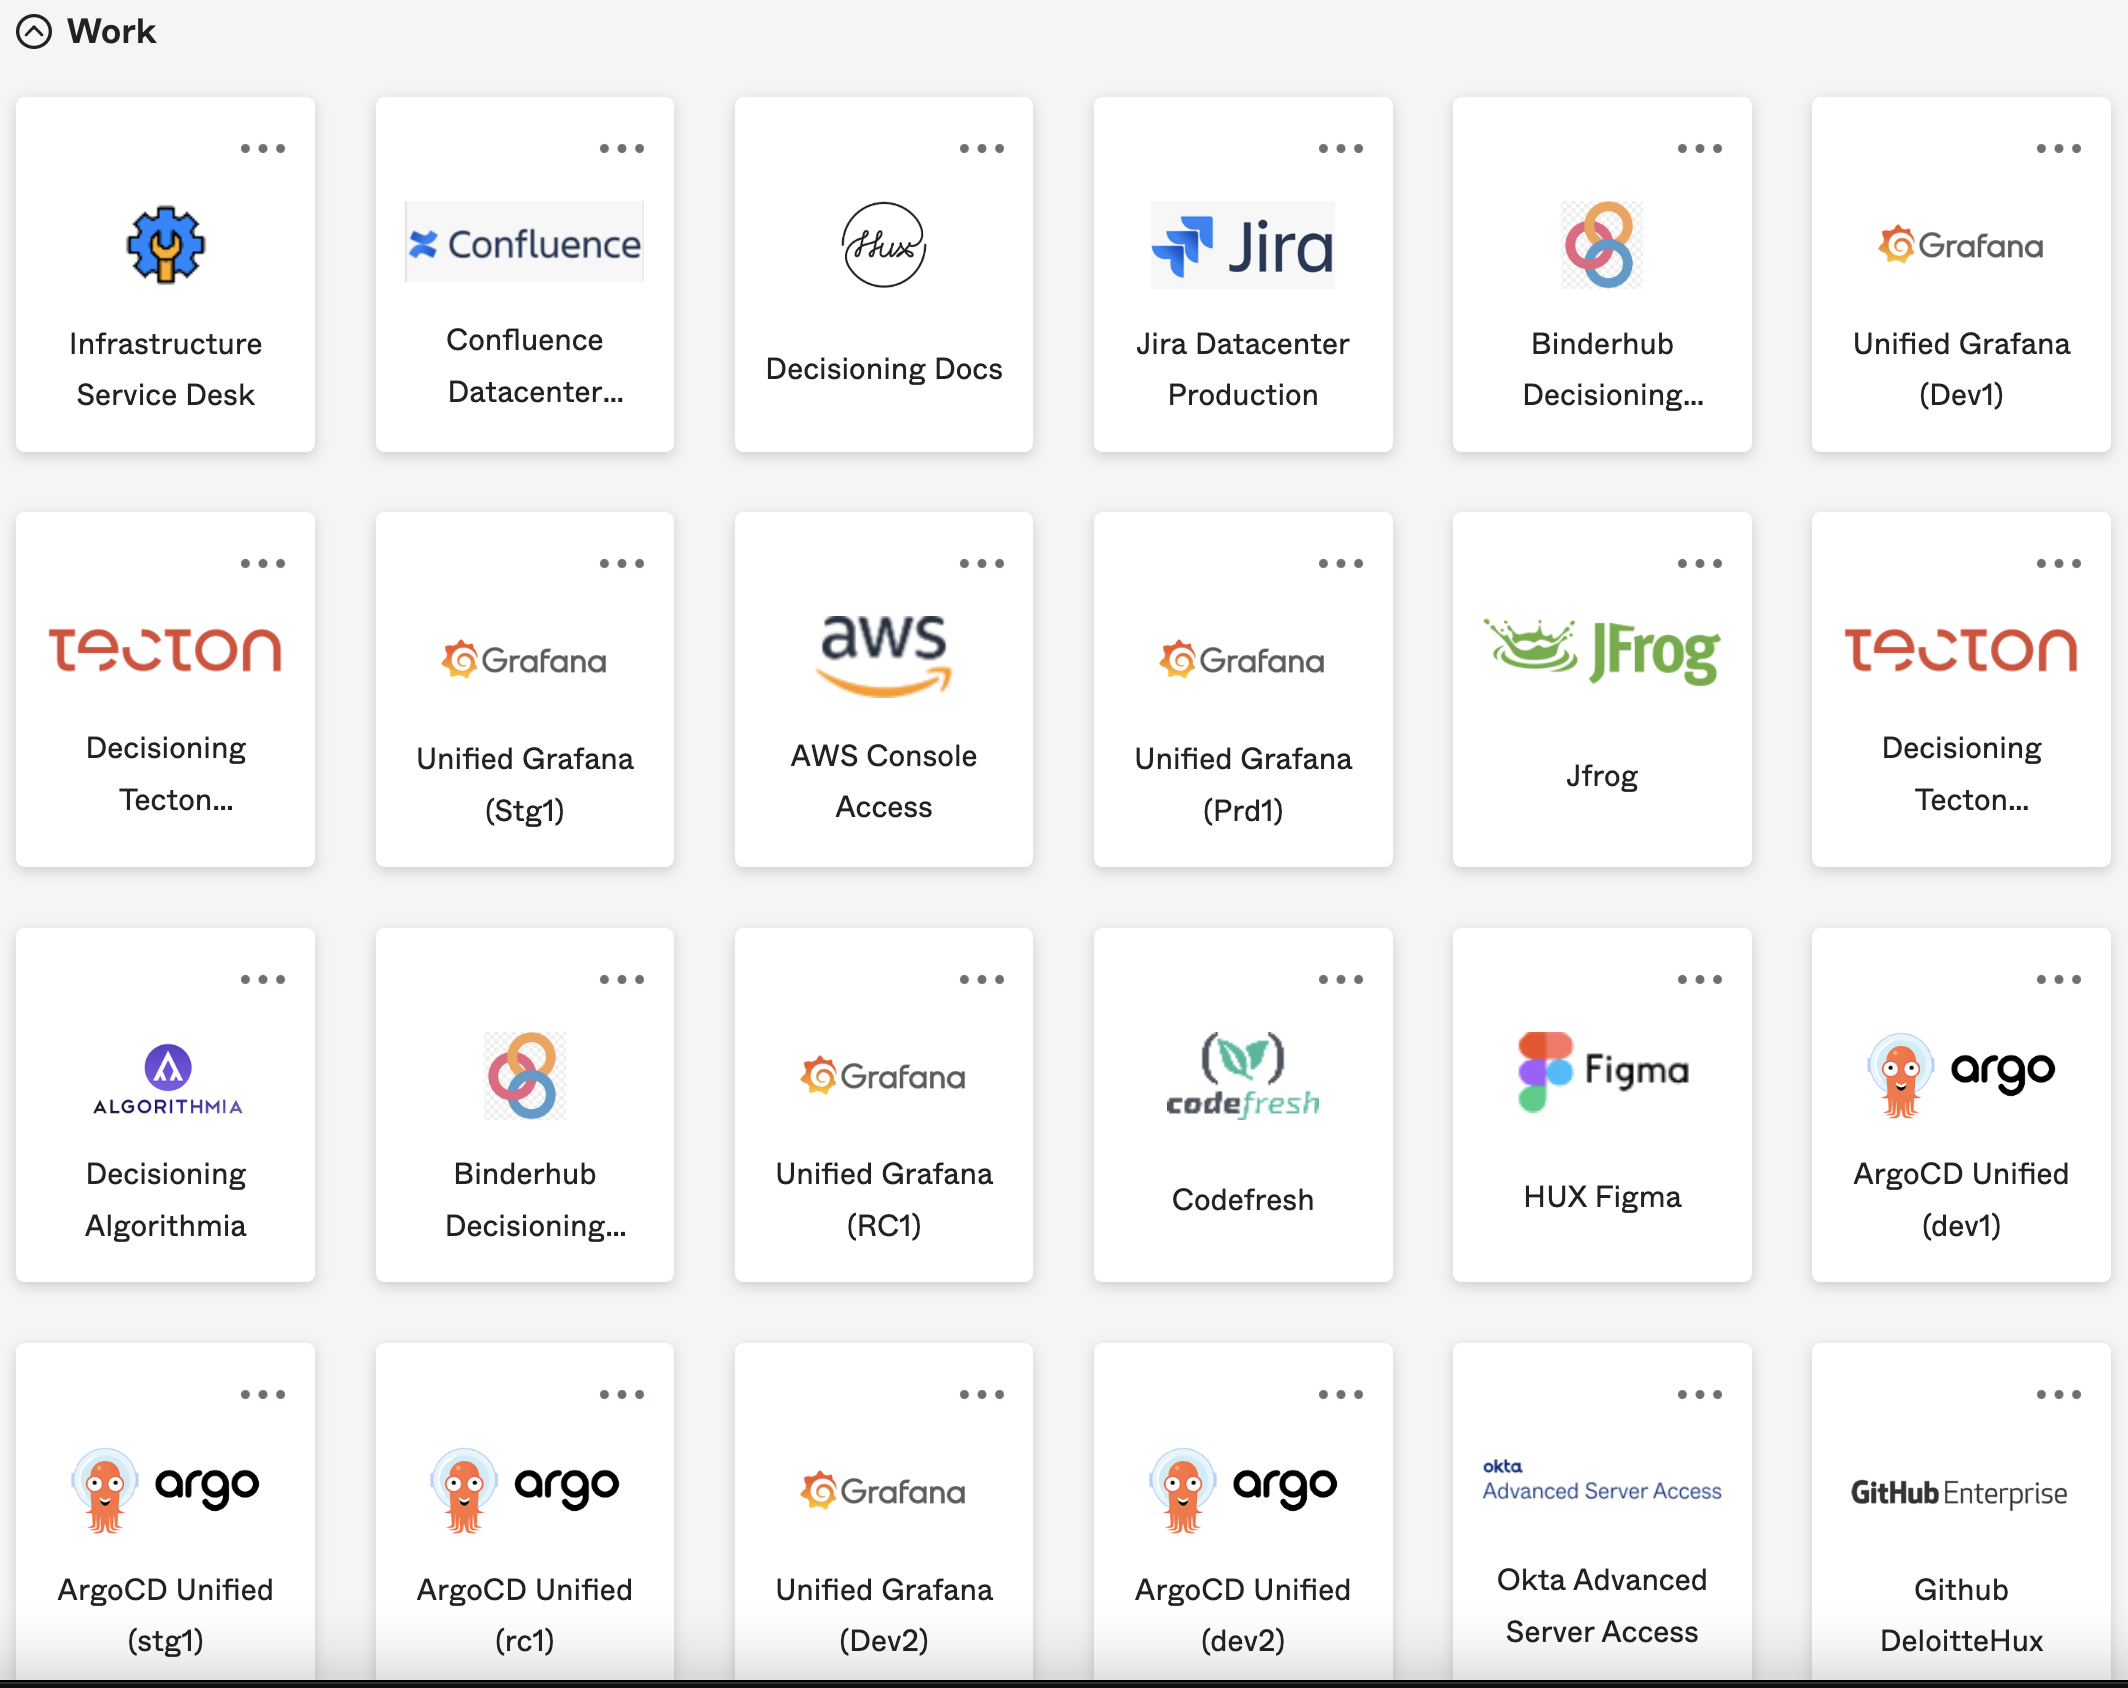 Work
Confluence
Hux
Jira
Grafana
Infrastructure
Service Desk
Confluence
Datacenter...
Decisioning Docs
Jira Datacenter
Production
Binderhub
Decisioning...
Unified Grafana
(Dev1)
tecton
Grafana
aws
Grafana
JFrog
tecton
Decisioning
Tecton...
Unified Grafana
(Stg1)
AWS Console
Access
Unified Grafana
(Prd1)
Jfrog
Decisioning
Tecton...
ALGORITHMIA
Grafana
codefresh
Figma
argo
Decisioning
Algorithmia
Binderhub
Decisioning...
Unified Grafana
(RC1)
Codefresh
HUX Figma
ArgoCD Unified
(dev1)
argo
argo
Grafana
argo
okta
Advanced Server Access
GitHub Enterprise
ArgoCD Unified
(stg1)
ArgoCD Unified
(rc1)
Unified Grafana
(Dev2)
ArgoCD Unified
(dev2)
Okta Advanced
Server Access
Github
DeloitteHux